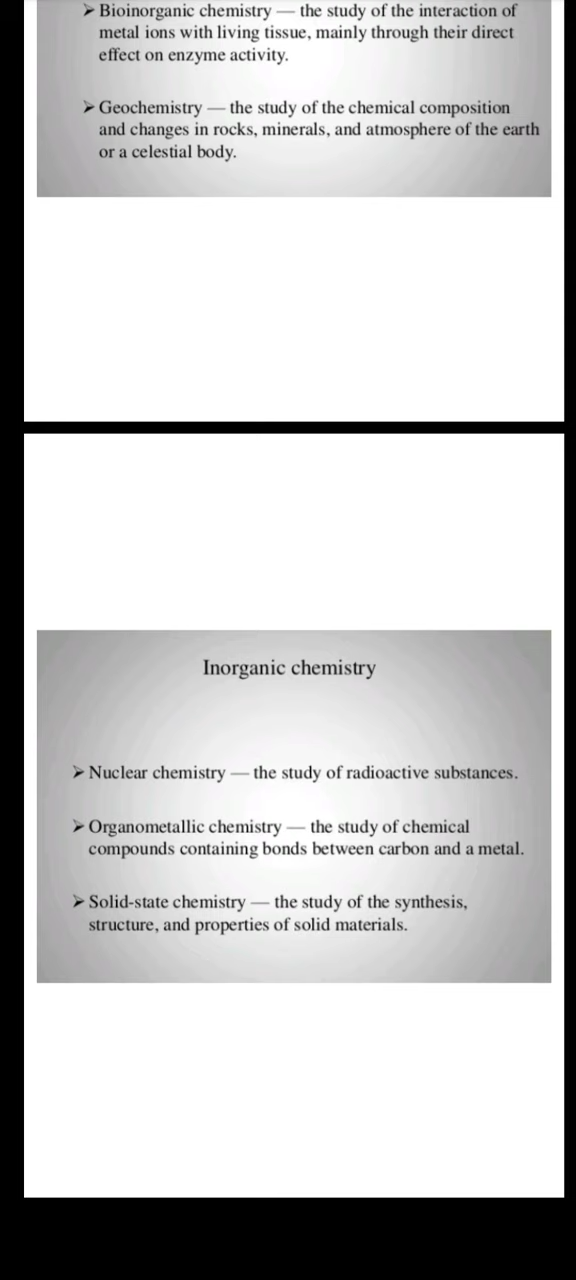 ➢ Bioinorganic chemistry — the study of the interaction of
metal ions with living tissue, mainly through their direct
effect on enzyme activity.
➢ Geochemistry — the study of the chemical composition
and changes in rocks, minerals, and atmosphere of the earth
or a celestial body.
Inorganic chemistry
➢ Nuclear chemistry — the study of radioactive substances.
➢ Organometallic chemistry — the study of chemical
compounds containing bonds between carbon and a metal.
➢ Solid-state chemistry — the study of the synthesis,
structure, and properties of solid materials.